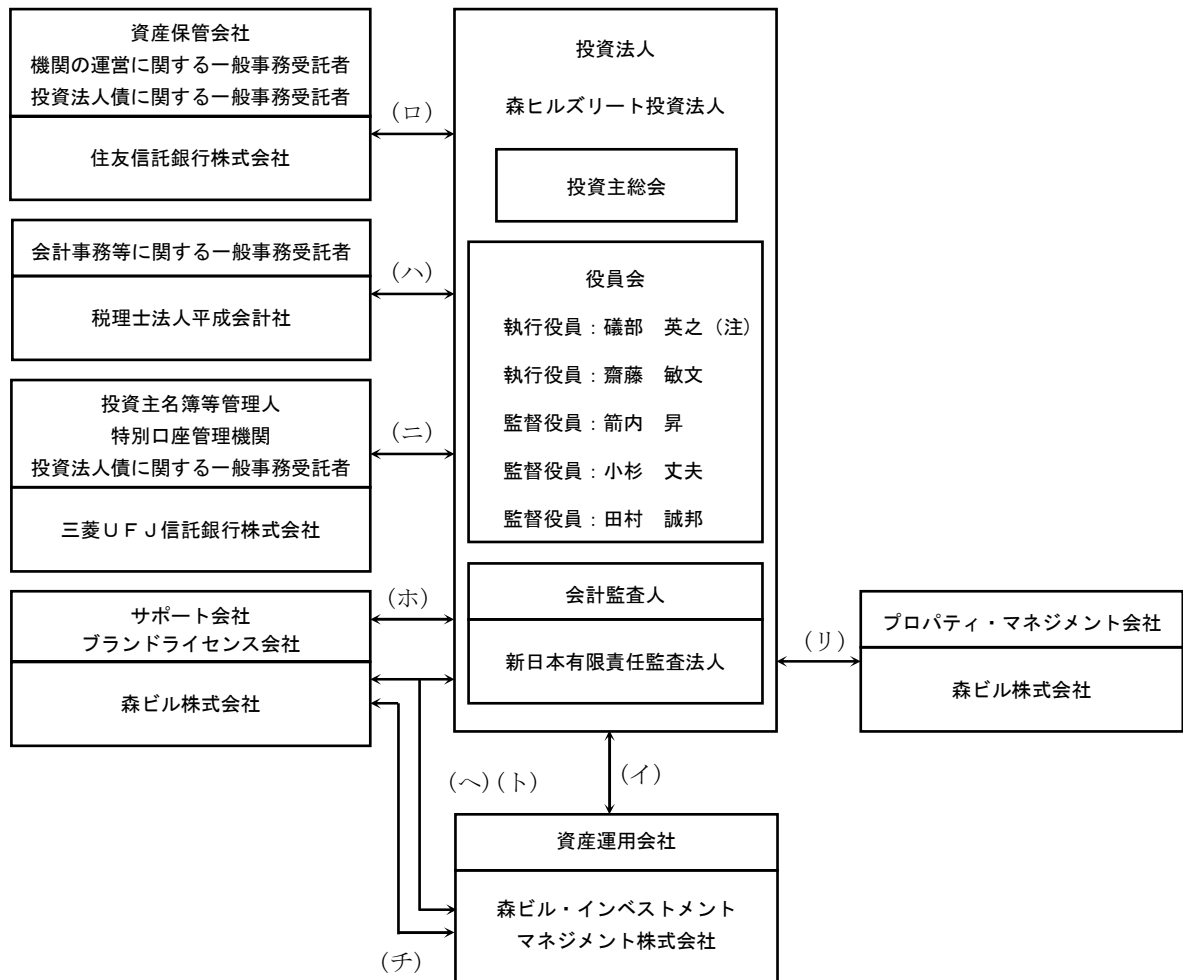 資産保管会社
機関の運営に関する一般事務受託者
投資法人債に関する一般事務受託者
住友信託銀行株式会社
(ロ)
会計事務等に関する一般事務受託者
税理士法人平成会計社
(ハ)
投資主名簿等管理人
特別口座管理機関
投資法人債に関する一般事務受託者
三菱UFJ信託銀行株式会社
(ニ)
サポート会社
ブランドライセンス会社
森ビル株式会社
(ホ)
投資法人
森ヒルズリート投資法人
投資主総会
役員会
執行役員:礒部 英之(注)
執行役員:齋藤 敏文
監督役員:箭内 昇
監督役員:小杉 丈夫
監督役員:田村 誠邦
会計監査人
新日本有限責任監査法人
(リ)
プロパティ・マネジメント会社
森ビル株式会社
(ヘ)(ト)
(イ)
資産運用会社
森ビル・インベストメント
マネジメント株式会社
(チ)